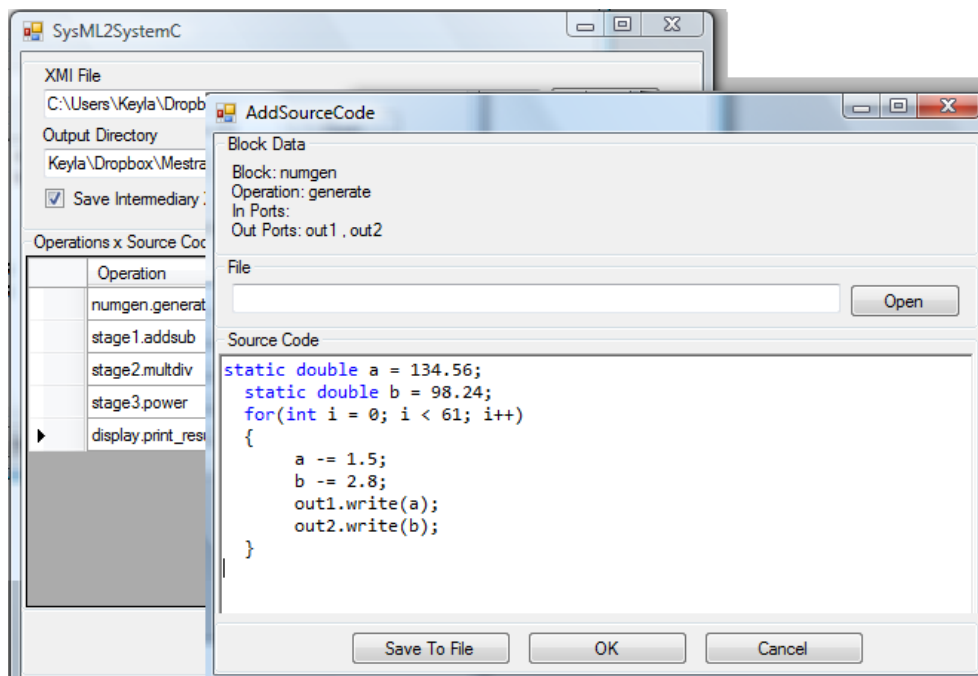 SysML2SystemC
XMI File
C:\Users\Keyla\Dropb
Output Directory
Keyla\Dropbox\Mestra
Save Intermediary
Operations x Source Coc
Operation
numgen.generat
stage1.addsub
stage2.multdiv
stage3.power
display.print_resu
AddSourceCode
Block Data
Block: numgen
Operation: generate
In Ports:
Out Ports: out1 , out2
File
Open
Source Code
static double a = 134.56;
static double b = 98.24;
for(int i = 0; i < 61; i++)
{
a -= 1.5;
b -= 2.8;
out1.write(a);
out2.write(b);
}
Save To File
OK
Cancel